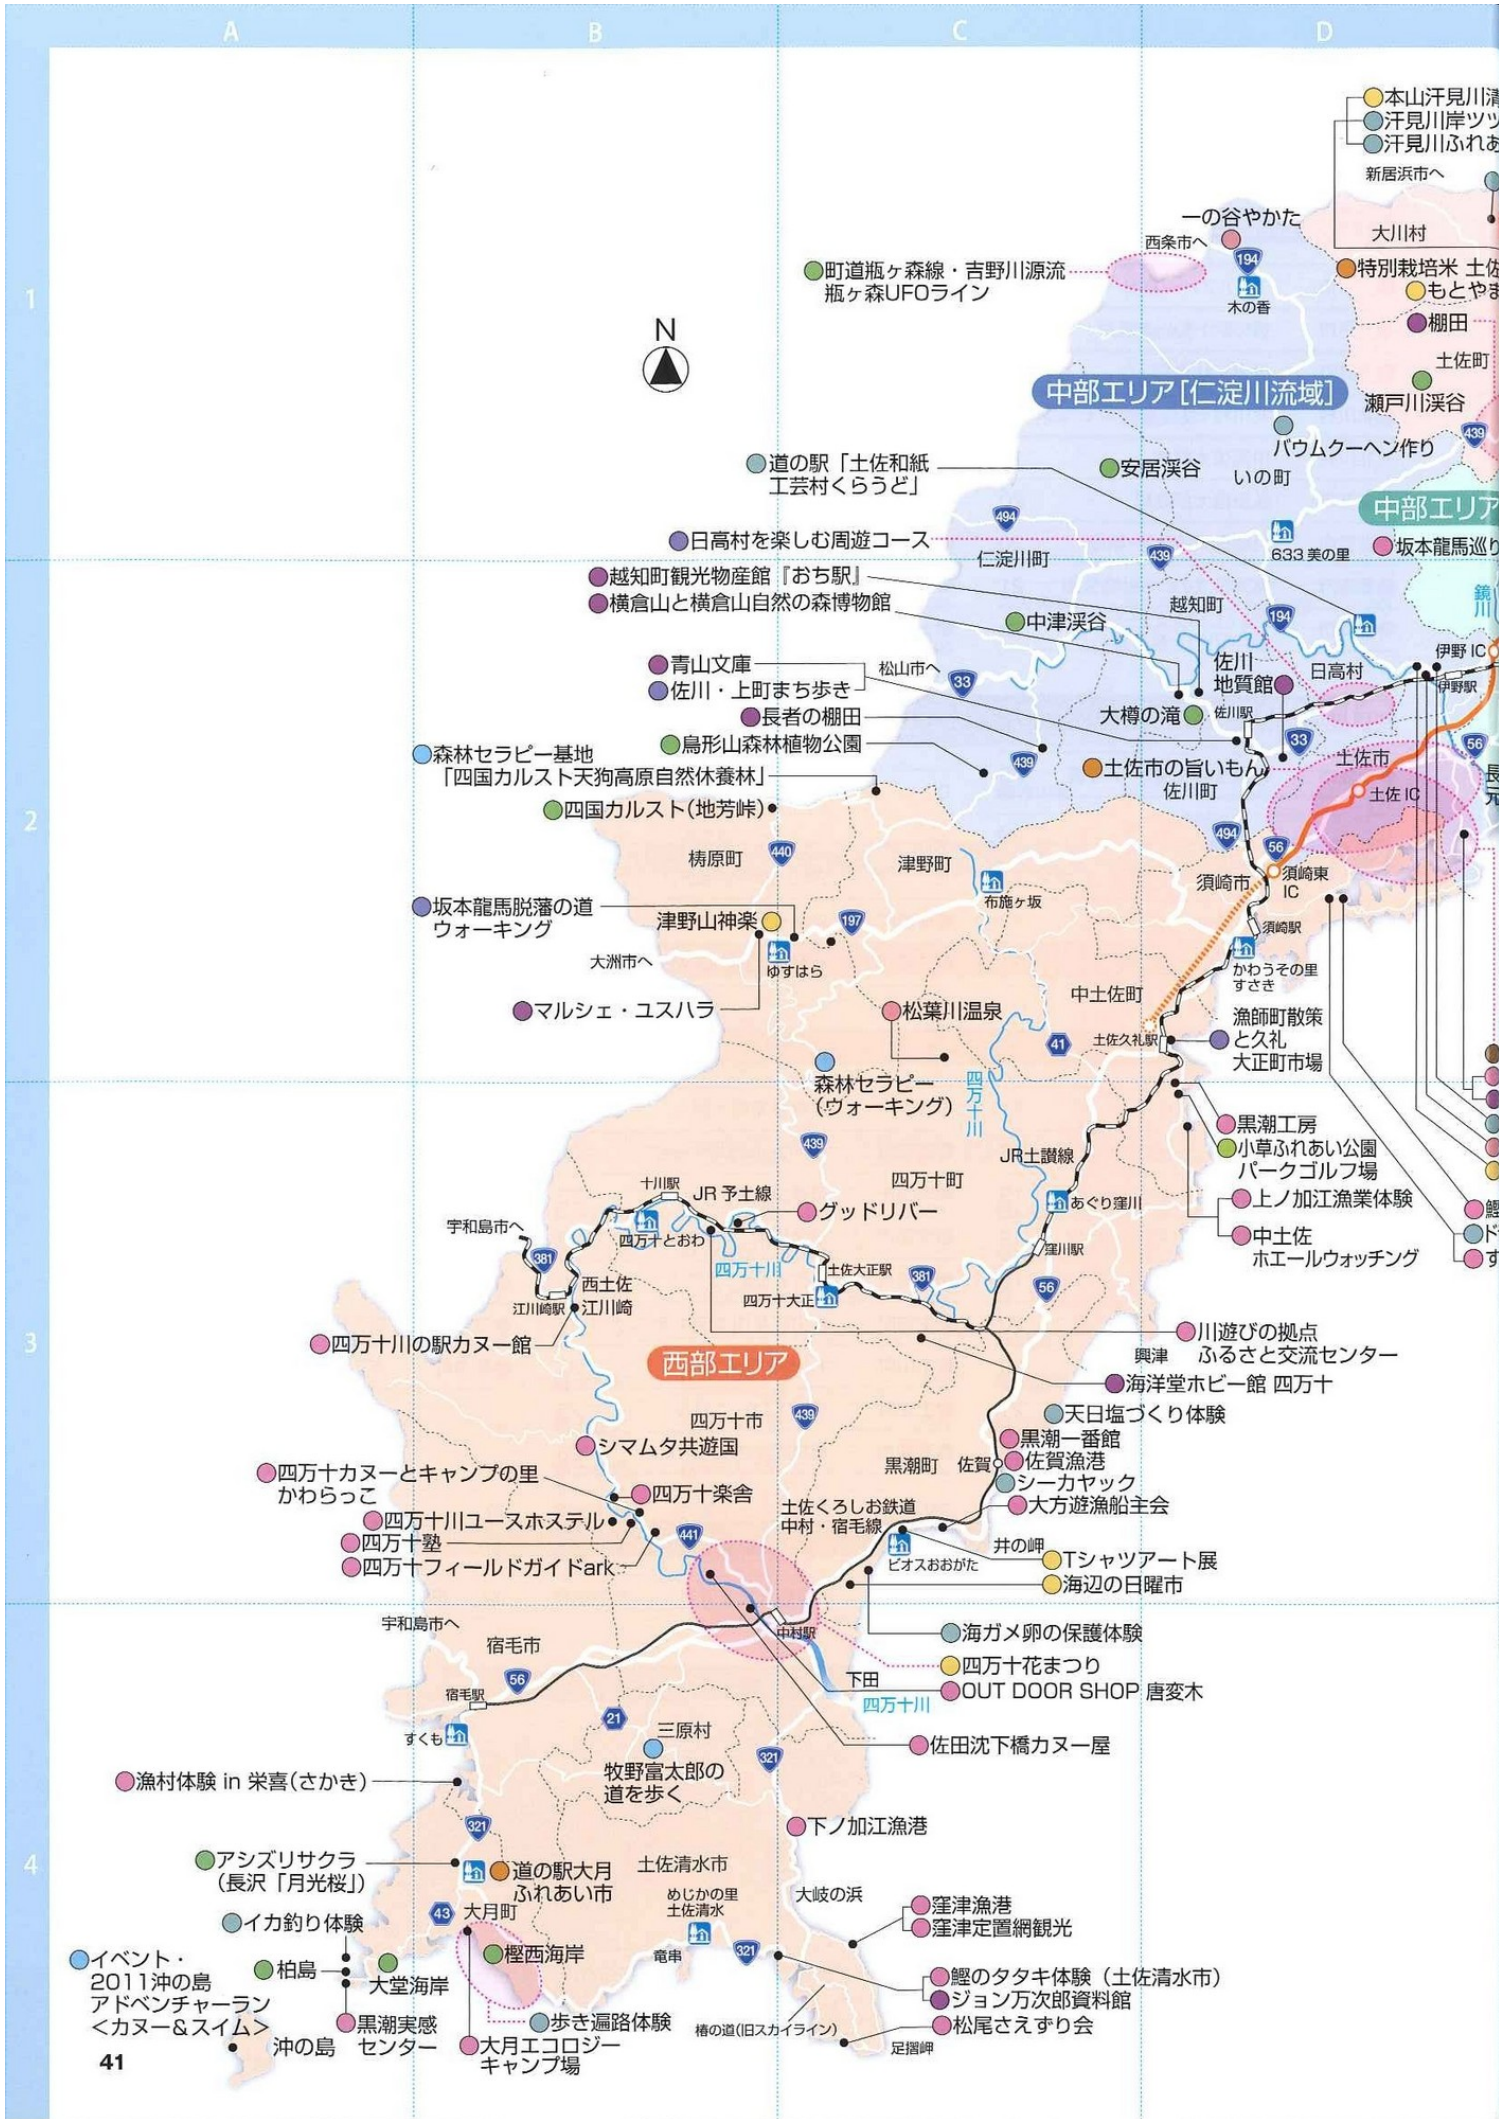 A
B
C
D
1
2
3
4
N
本山汗見川清
汗見川岸ツツ
汗見川ふれあ
新居浜市へ
大川村
一の谷やかた
西条市へ
194
木の香
特別栽培米 土佐
もとやま
棚田
土佐町
瀬戸川渓谷
439
町道瓶ヶ森線・吉野川源流
瓶ヶ森UFOライン
中部エリア[仁淀川流域]
バウムクーヘン作り
いの町
安居渓谷
道の駅「土佐和紙
工芸村くらうど」
494
中部エリア
日高村を楽しむ周遊コース
仁淀川町
439
633 美の里
坂本龍馬巡り
越知町観光物産館『おち駅』
横倉山と横倉山自然の森博物館
中津渓谷
越知町
194
鏡川
青山文庫
佐川・上町まち歩き
松山市へ
33
佐川
地質館
日高村
伊野 IC
伊野駅
長者の棚田
大樽の滝
佐川駅
鳥形山森林植物公園
439
33
56
森林セラピー基地
「四国カルスト天狗高原自然休養林」
土佐市の旨いもん
佐川町
土佐市
土佐 IC
長
元
四国カルスト(地芳峠)
494
56
梼原町
440
津野町
布施ヶ坂
須崎市
須崎東
IC
坂本龍馬脱藩の道
ウォーキング
津野山神楽
197
須崎駅
大洲市へ
ゆすはら
かわうその里
すさき
マルシェ・ユスハラ
松葉川温泉
中土佐町
41
土佐久礼駅
漁師町散策
と久礼
大正町市場
森林セラピー
(ウォーキング)
四万十川
黒潮工房
小草ふれあい公園
パークゴルフ場
439
JR土讃線
四万十町
十川駅
JR 予土線
グッドリバー
あぐり窪川
上ノ加江漁業体験
中土佐
ホエールウォッチング
鰹
ド
す
宇和島市へ
381
四万十とおわ
四万十川
窪川駅
土佐大正駅
381
56
西土佐
江川崎
江川崎駅
四万十大正
四万十川の駅カヌー館
川遊びの拠点
ふるさと交流センター
西部エリア
興津
海洋堂ホビー館 四万十
四万十市
439
天日塩づくり体験
シマムタ共遊国
黒潮一番館
黒潮町
佐賀
佐賀漁港
四万十カヌーとキャンプの里
かわらっこ
シーカヤック
四万十楽舎
土佐くろしお鉄道
中村・宿毛線
大方遊漁船主会
四万十川ユースホステル
四万十塾
四万十フィールドガイドark
441
井の岬
ビオスおおがた
Tシャツアート展
海辺の日曜市
宇和島市へ
宿毛市
中村駅
海ガメ卵の保護体験
四万十花まつり
56
宿毛駅
下田
OUT DOOR SHOP 唐変木
四万十川
21
三原村
すくも
佐田沈下橋カヌー屋
321
牧野富太郎の
道を歩く
漁村体験 in 栄喜(さかき)
321
下ノ加江漁港
アシズリサクラ
(長沢「月光桜」)
道の駅大月
ふれあい市
土佐清水市
めじかの里
土佐清水
大岐の浜
43
大月町
窪津漁港
窪津定置網観光
イカ釣り体験
イベント・
2011沖の島
アドベンチャーラン
<カヌー&スイム>
柏島
大堂海岸
樫西海岸
竜串
321
鰹のタタキ体験(土佐清水市)
ジョン万次郎資料館
松尾さえずり会
沖の島
黒潮実感
センター
歩き遍路体験
大月エコロジー
キャンプ場
椿の道(旧スカイライン)
足摺岬
41